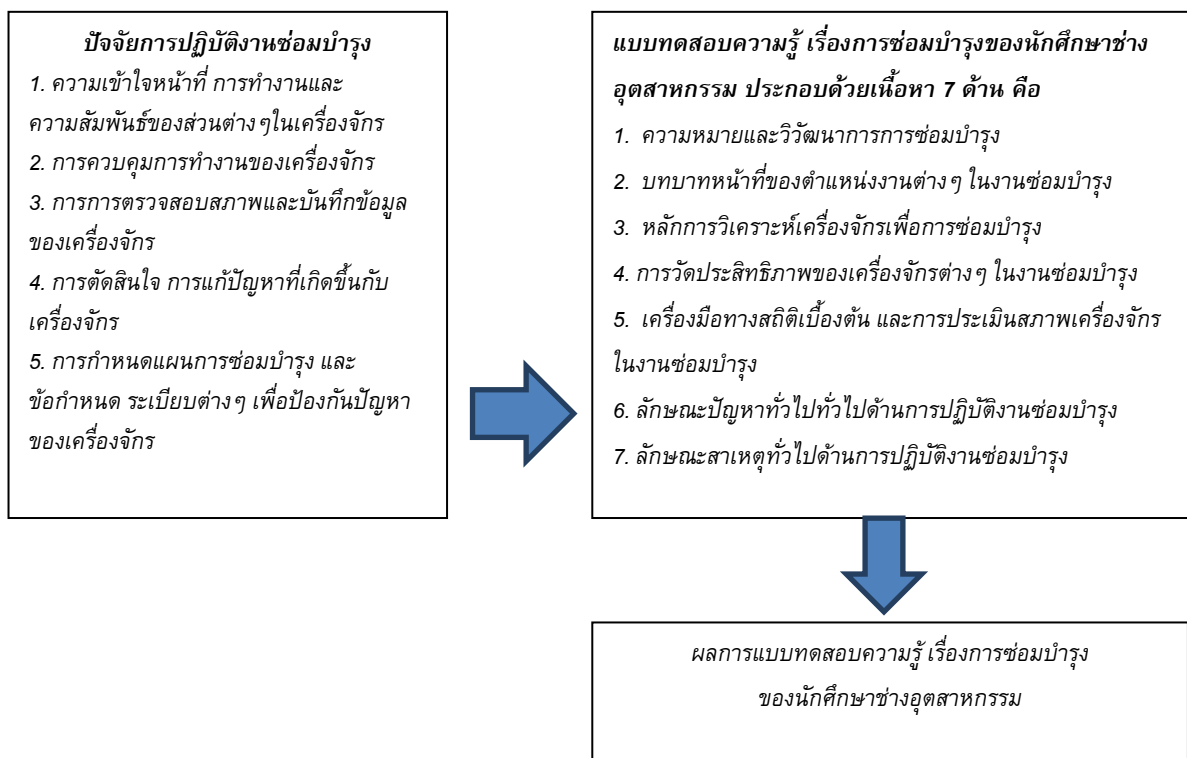 ปัจจัยการปฏิบัติงานซ่อมบำรุง
1. ความเข้าใจหน้าที่ การทำงานและ
ความสัมพันธ์ของส่วนต่างๆในเครื่องจักร
2. การควบคุมการทำงานของเครื่องจักร
3. การการตรวจสอบสภาพและบันทึกข้อมูล
ของเครื่องจักร
4. การตัดสินใจ การแก้ปัญหาที่เกิดขึ้นกับ
เครื่องจักร
5. การกำหนดแผนการซ่อมบำรุง และ
ข้อกำหนด ระเบียบต่างๆ เพื่อป้องกันปัญหา
ของเครื่องจักร
แบบทดสอบความรู้ เรื่องการซ่อมบำรุงของนักศึกษาช่าง
อุตสาหกรรม ประกอบด้วยเนื้อหา 7 ด้าน คือ
1. ความหมายและวิวัฒนาการการซ่อมบำรุง
2. บทบาทหน้าที่ของตำแหน่งงานต่างๆ ในงานซ่อมบำรุง
3. หลักการวิเคราะห์เครื่องจักรเพื่อการซ่อมบำรุง
4. การวัดประสิทธิภาพของเครื่องจักรต่างๆ ในงานซ่อมบำรุง
5. เครื่องมือทางสถิติเบื้องต้น และการประเมินสภาพเครื่องจักร
ในงานซ่อมบำรุง
6. ลักษณะปัญหาทั่วไปทั่วไปด้านการปฏิบัติงานซ่อมบำรุง
7. ลักษณะสาเหตุทั่วไปด้านการปฏิบัติงานซ่อมบำรุง
ผลการแบบทดสอบความรู้ เรื่องการซ่อมบำรุง
ของนักศึกษาช่างอุตสาหกรรม